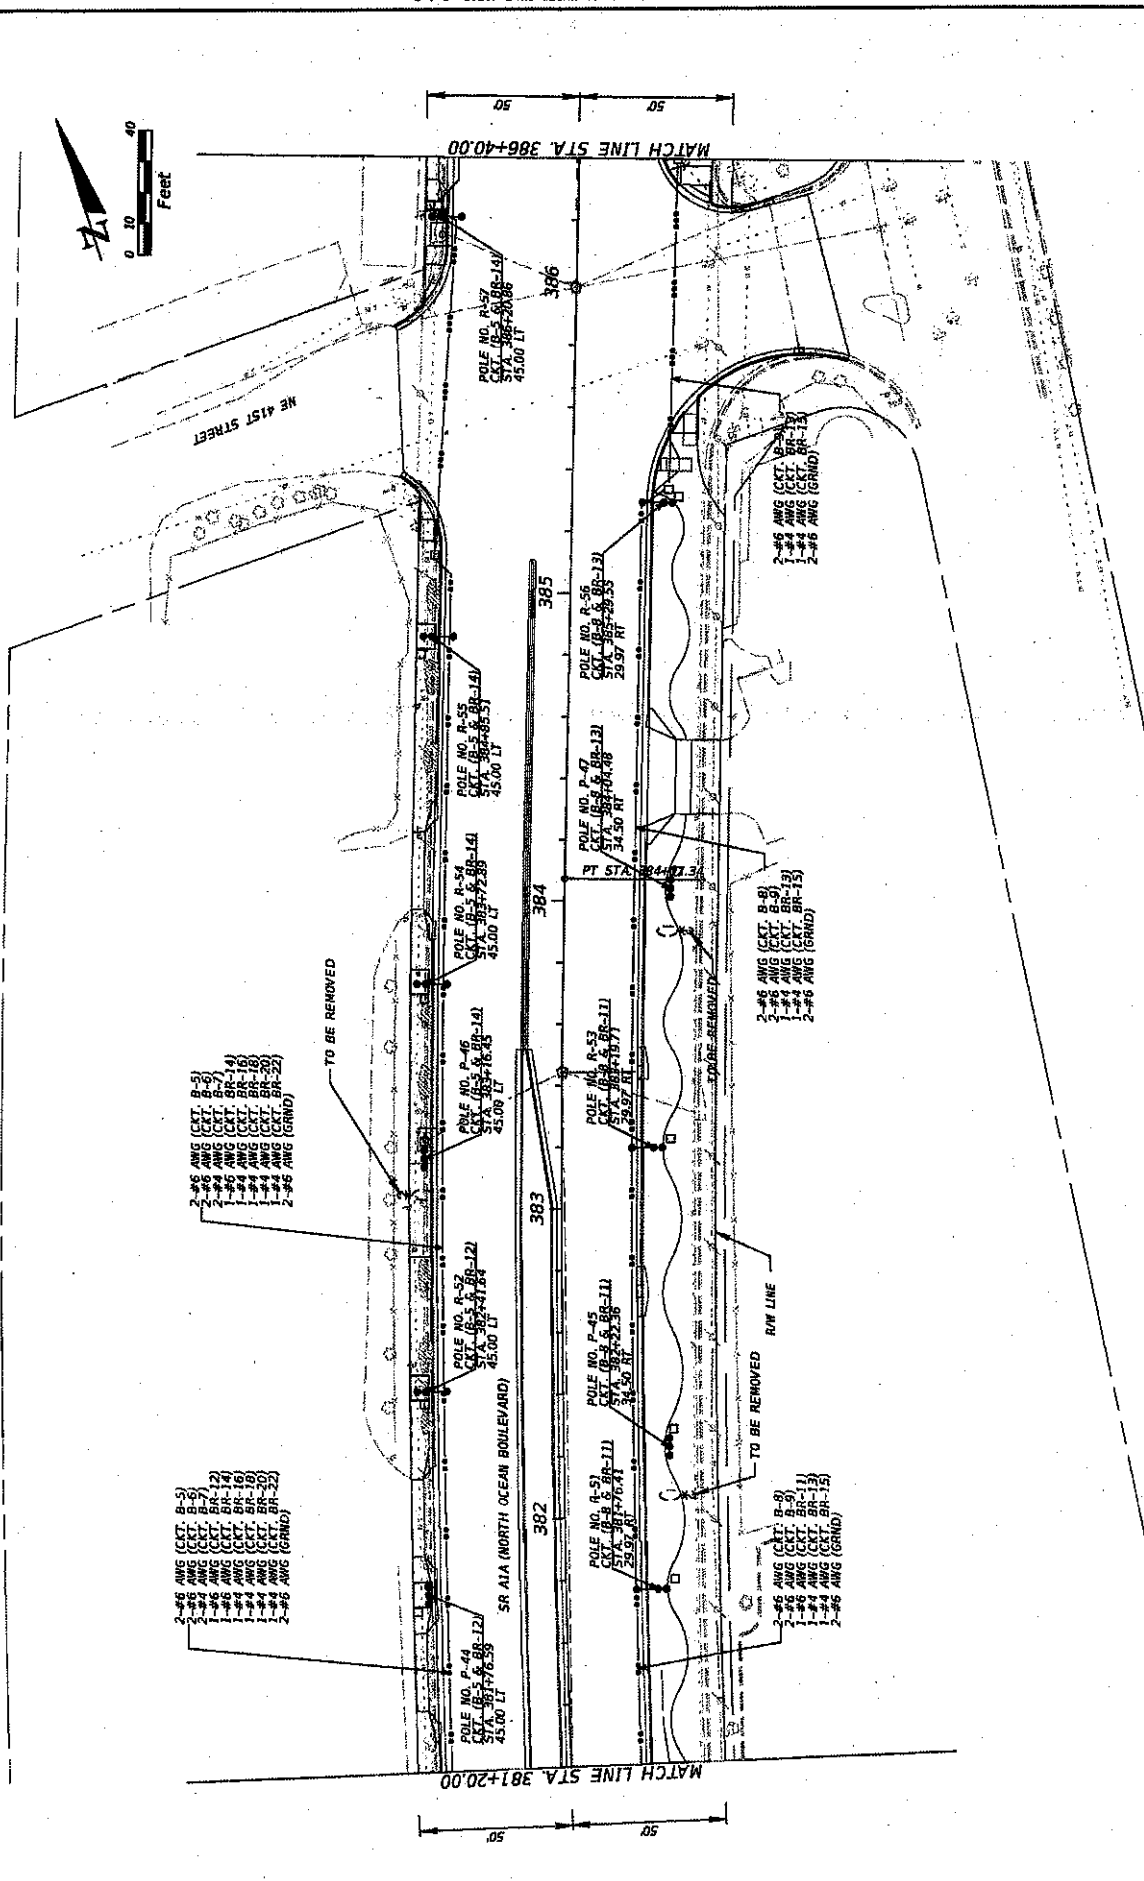 0 10 40
Feet
MATCH LINE STA. 386+40.00
50'
50'
NE 41ST STREET
POLE NO. R-57
CKT. (B-5 & BR-14)
STA. 386+20.86
45.00 LT
386
385
384
383
382
POLE NO. R-55
CKT. (B-5 & BR-14)
STA. 384+85.51
45.00 LT
POLE NO. R-54
CKT. (B-5 & BR-14)
STA. 383+72.89
45.00 LT
POLE NO. P-46
CKT. (B-5 & BR-14)
STA. 383+16.45
45.00 LT
POLE NO. R-52
CKT. (B-5 & BR-12)
STA. 382+41.64
45.00 LT
POLE NO. P-44
CKT. (B-5 & BR-12)
STA. 381+76.59
45.00 LT
TO BE REMOVED
2-#6 AWG (CKT. B-5)
2-#6 AWG (CKT. B-6)
2-#4 AWG (CKT. B-7)
1-#6 AWG (CKT. BR-14)
1-#4 AWG (CKT. BR-16)
1-#4 AWG (CKT. BR-18)
1-#4 AWG (CKT. BR-20)
1-#4 AWG (CKT. BR-22)
2-#6 AWG (GRND)
2-#6 AWG (CKT. B-5)
2-#6 AWG (CKT. B-6)
2-#4 AWG (CKT. B-7)
1-#6 AWG (CKT. BR-12)
1-#6 AWG (CKT. BR-14)
1-#4 AWG (CKT. BR-16)
1-#4 AWG (CKT. BR-18)
1-#4 AWG (CKT. BR-20)
1-#4 AWG (CKT. BR-22)
2-#6 AWG (GRND)
SR A1A (NORTH OCEAN BOULEVARD)
POLE NO. R-56
CKT. (B-8 & BR-13)
STA. 385+29.55
29.97 RT
POLE NO. P-47
CKT. (B-8 & BR-13)
STA. 384+04.48
34.50 RT
PT STA.
POLE NO. R-53
CKT. (B-8 & BR-11)
STA. 383+19.71
29.97 RT
POLE NO. P-45
CKT. (B-8 & BR-11)
STA. 382+22.36
34.50 RT
POLE NO. R-51
CKT. (B-8 & BR-11)
STA. 381+76.41
29.97 RT
2-#6 AWG (CKT. B-9)
1-#4 AWG (CKT. BR-13)
1-#4 AWG (CKT. BR-15)
2-#6 AWG (GRND)
2-#6 AWG (CKT. B-8)
2-#6 AWG (CKT. B-9)
1-#4 AWG (CKT. BR-13)
1-#4 AWG (CKT. BR-15)
2-#6 AWG (GRND)
TO BE REMOVED
R/W LINE
TO BE REMOVED
2-#6 AWG (CKT. B-8)
2-#6 AWG (CKT. B-9)
1-#6 AWG (CKT. BR-11)
1-#4 AWG (CKT. BR-13)
1-#4 AWG (CKT. BR-15)
2-#6 AWG (GRND)
MATCH LINE STA. 381+20.00
50'
50'